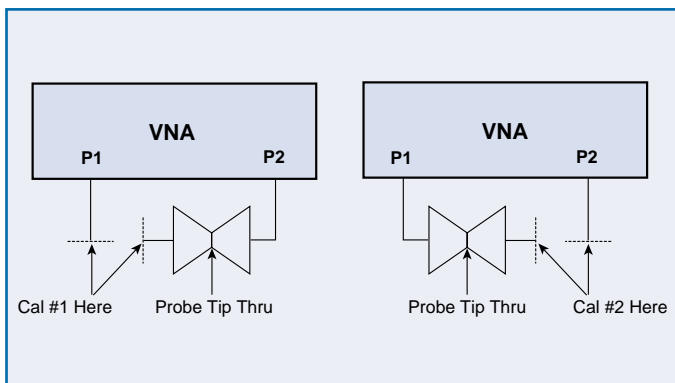 VNA
P1 P2
Cal #1 Here Probe Tip Thru
VNA
P1 P2
Probe Tip Thru Cal #2 Here